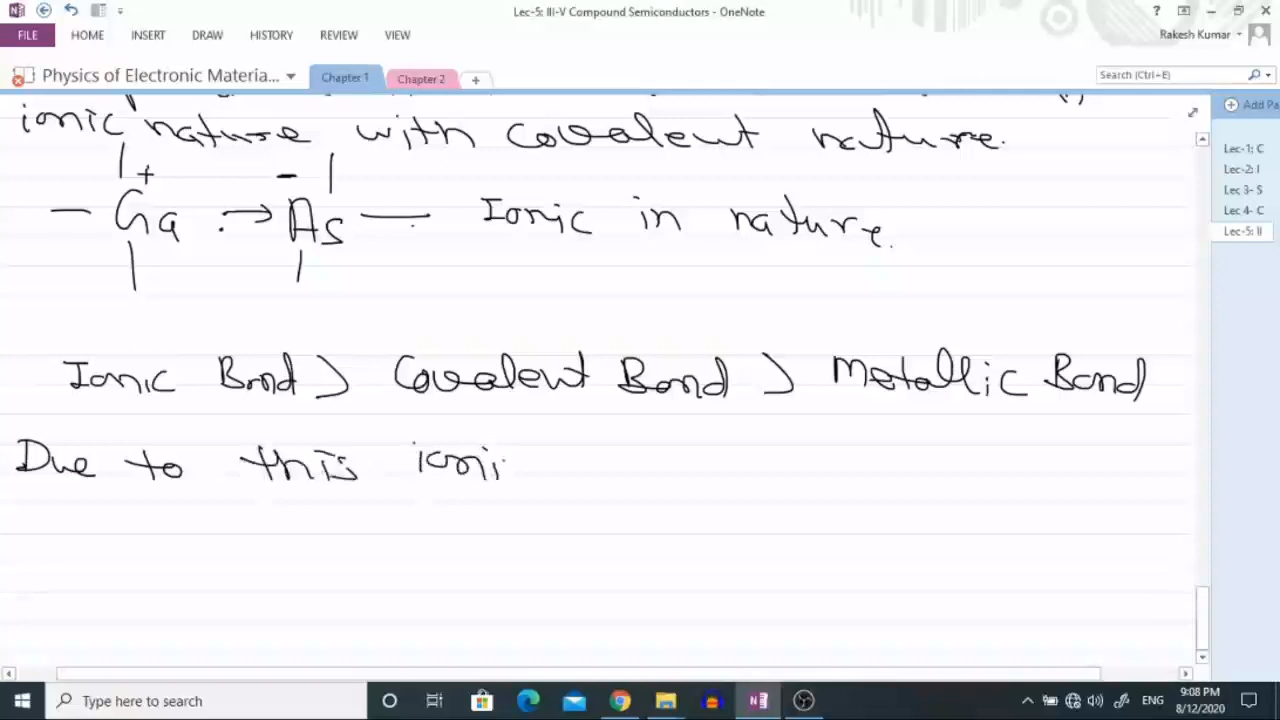 Lec-5: III-V Compound Semiconductors - OneNote
FILE HOME INSERT DRAW HISTORY REVIEW VIEW
Rakesh Kumar
Physics of Electronic Materia... Chapter 1 Chapter 2
Search (Ctrl+E)
Add Pa
ionic nature with covalent nature.
Lec-1: C
Lec-2: I
Lec 3- S
Lec 4- C
Lec-5: II
+ -
Ga → As — Ionic in nature.
Ionic Bond > Covalent Bond > Metallic Bond
Due to this ioni
Type here to search
ENG
9:08 PM
8/12/2020